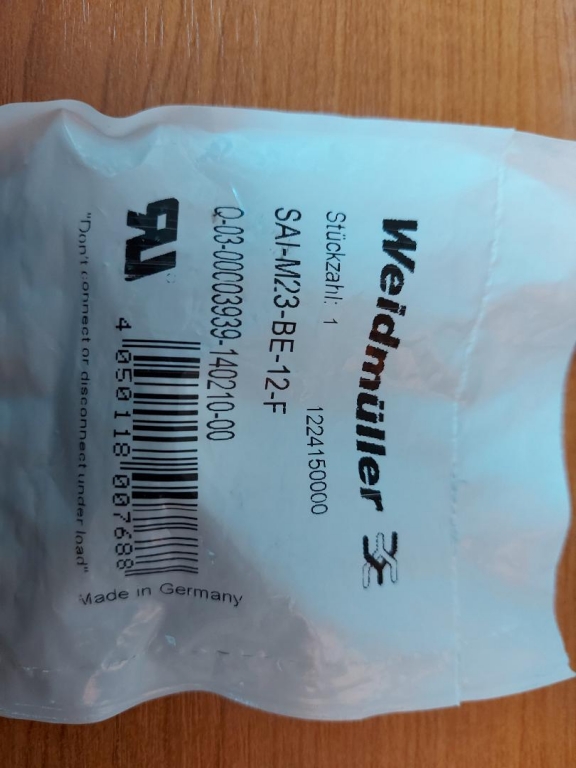 Weidmüller
Stückzahl: 1 1224150000
SAI-M23-BE-12-F
Q-03-00003939-140210-00
4 050118 007688
Made in Germany
"Don't connect or disconnect under load"